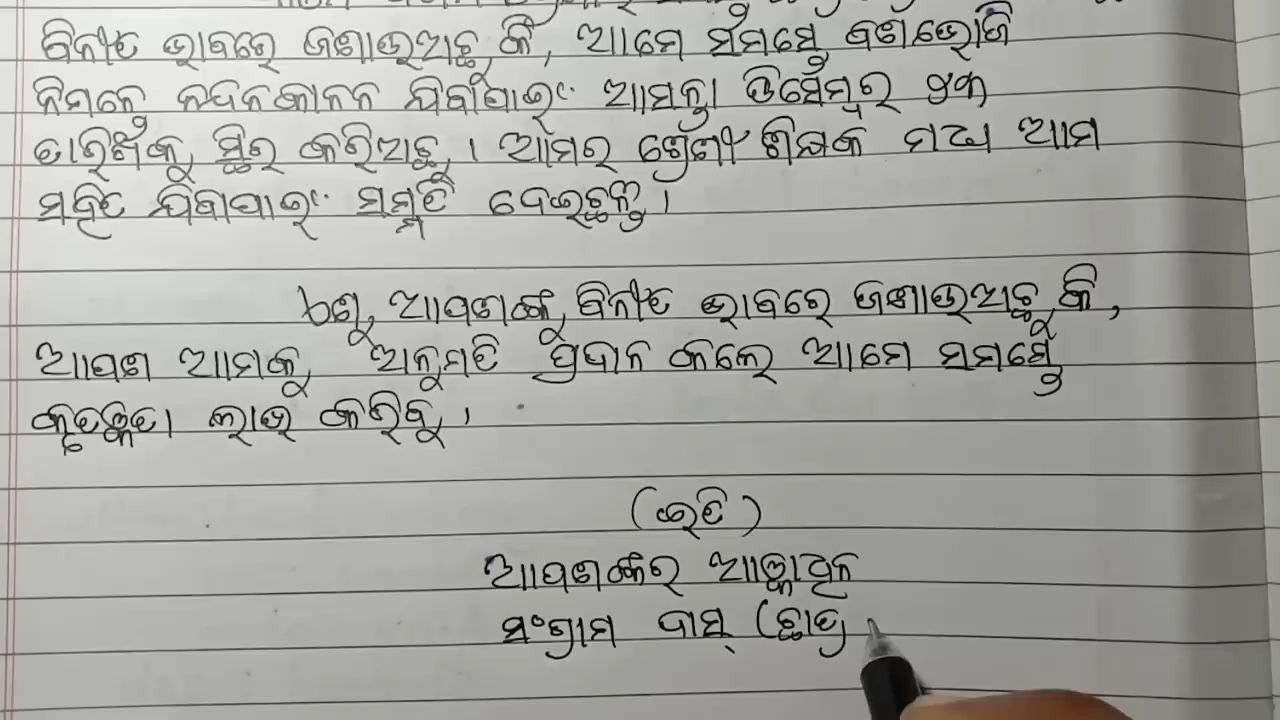 ବିନୀତ ଭାବରେ ଜଣାଉଅଛୁ କି, ଆମେ ସମସ୍ତେ ବଣଭୋଜି
ନିମନ୍ତେ ନନ୍ଦନକାନନ ଯିବାପାଇଁ ଆସନ୍ତା ଡିସେମ୍ବର
ତାରିଖକୁ ସ୍ଥିର କରିଅଛୁ । ଆମର ଶ୍ରେଣୀ ଶିକ୍ଷକ ମଧ୍ୟ ଆମ
ସହିତ ଯିବାପାଇଁ ସମ୍ମତି ଦେଇଛନ୍ତି ।
ତେଣୁ ଆପଣଙ୍କୁ ବିନୀତ ଭାବରେ ଜଣାଉଅଛୁ କି,
ଆପଣ ଆମକୁ ଅନୁମତି ପ୍ରଦାନ କଲେ ଆମେ ସମସ୍ତେ
କୃତଜ୍ଞତା ଲାଭ କରିବୁ ।
(ଇତି)
ଆପଣଙ୍କର ଆଜ୍ଞାଧିନ
ସଂଗ୍ରାମ ଦାସ୍ (ଛାତ୍ର